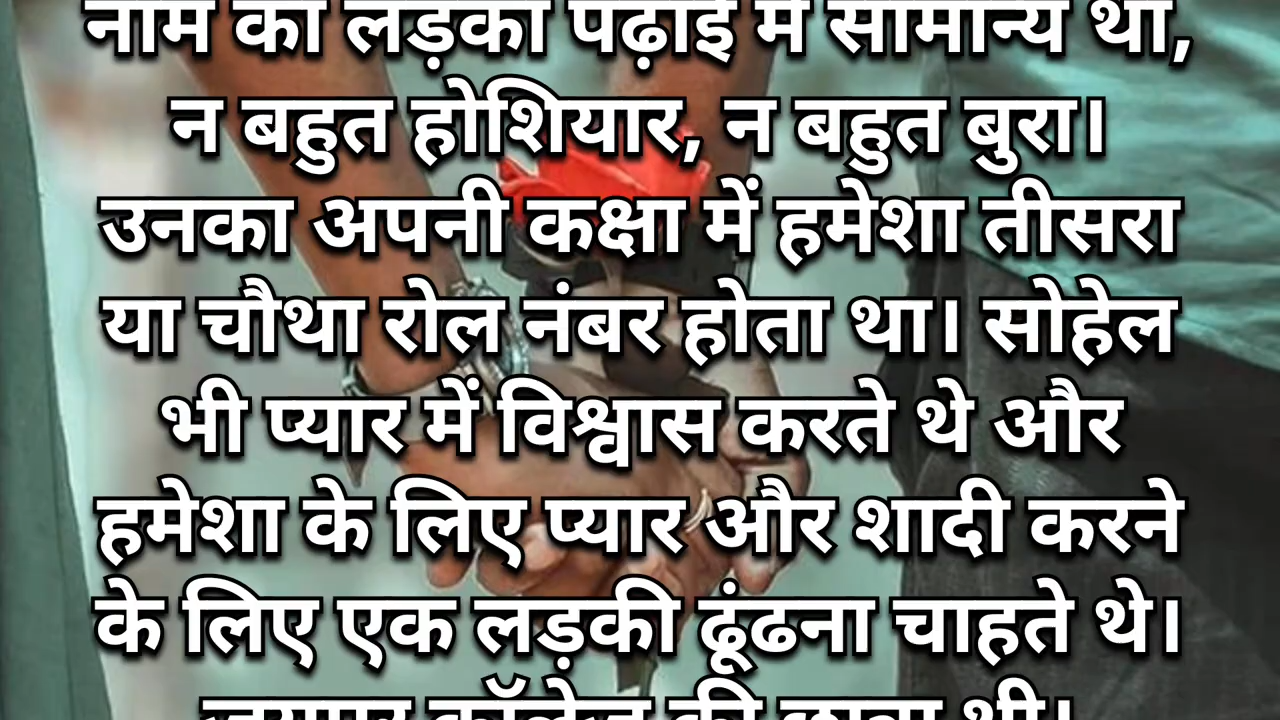 नाम का लड़का पढ़ाई में सामान्य था,
न बहुत होशियार, न बहुत बुरा।
उनका अपनी कक्षा में हमेशा तीसरा
या चौथा रोल नंबर होता था। सोहेल
भी प्यार में विश्वास करते थे और
हमेशा के लिए प्यार और शादी करने
के लिए एक लड़की ढूंढना चाहते थे।
कॉलेज की छात्रा थी।